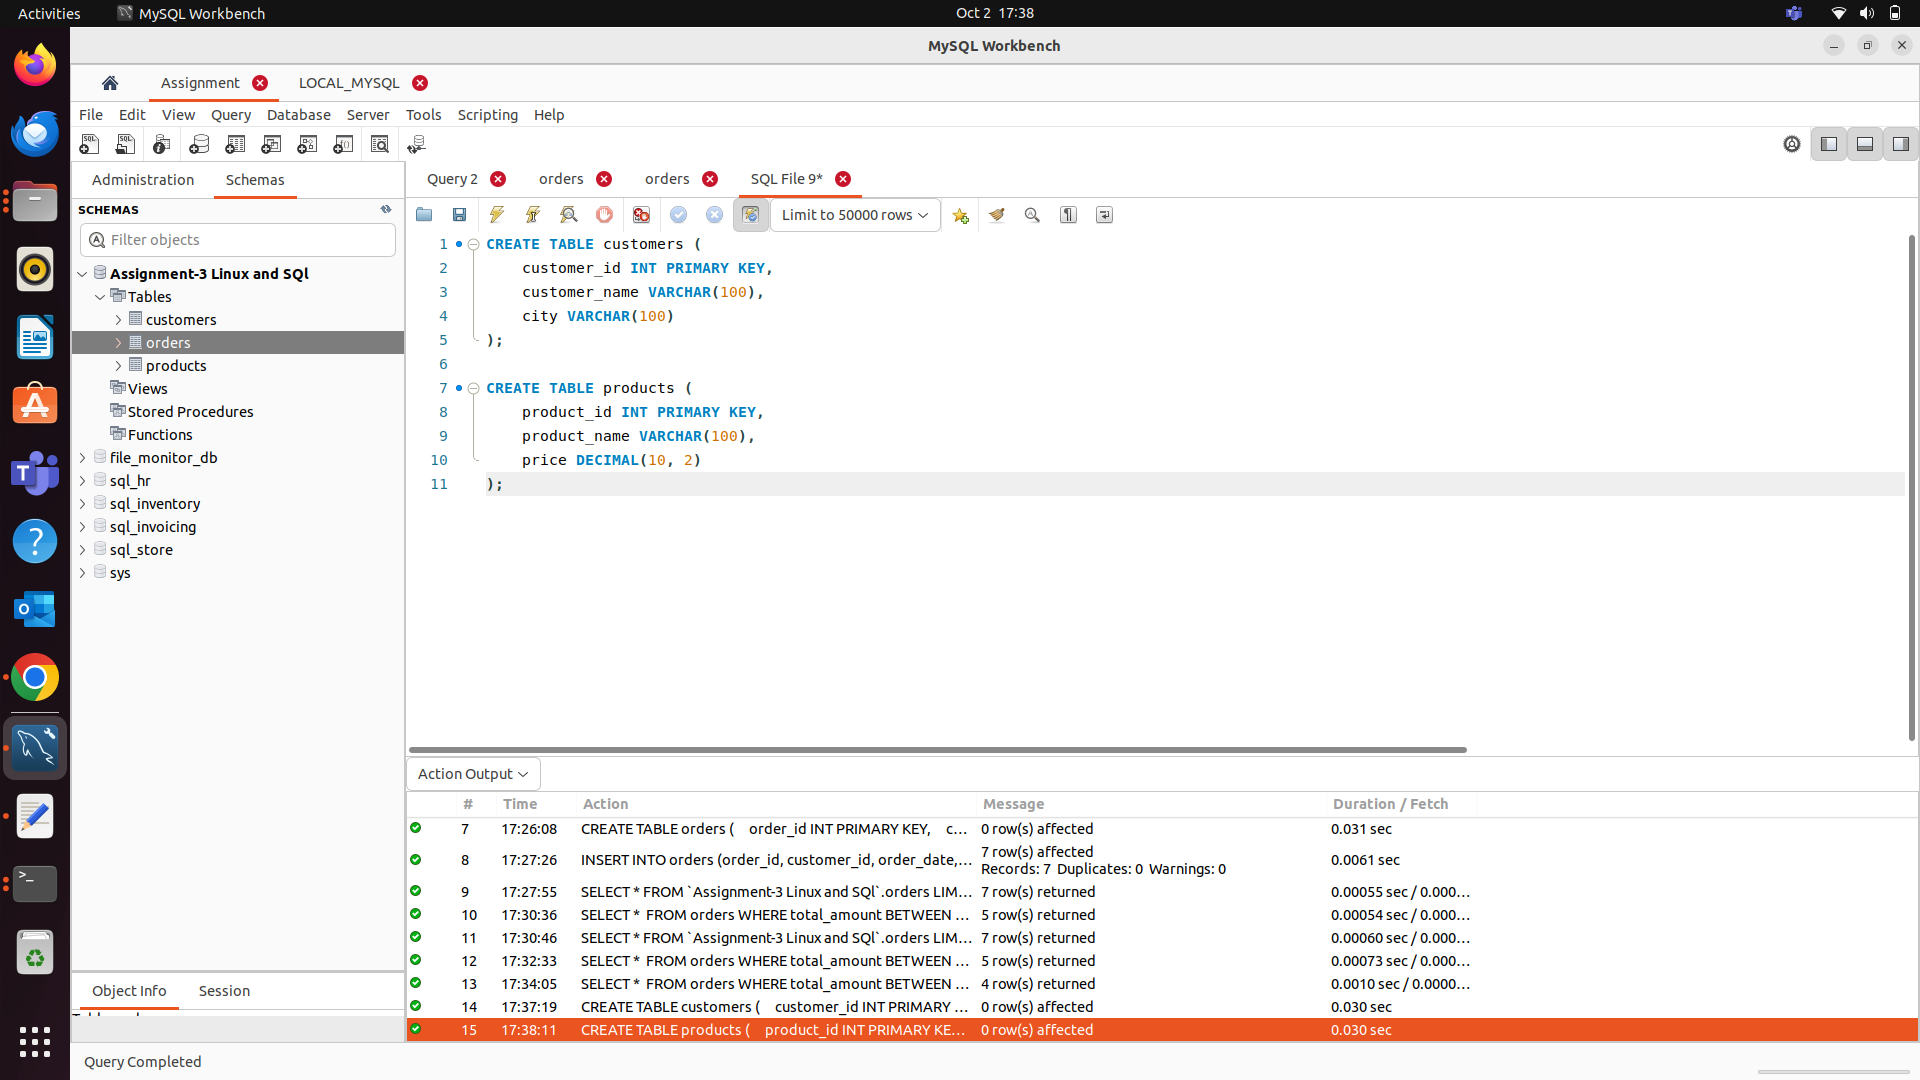 Activities
MySQL Workbench
Oct 2 17:38
MySQL Workbench
Assignment
LOCAL_MYSQL
File Edit View Query Database Server Tools Scripting Help
Administration
Schemas
SCHEMAS
Filter objects
Assignment-3 Linux and SQl
Tables
customers
orders
products
Views
Stored Procedures
Functions
file_monitor_db
sql_hr
sql_inventory
sql_invoicing
sql_store
sys
Object Info
Session
Query 2
orders
orders
SQL File 9*
Limit to 50000 rows
1 CREATE TABLE customers (
2 customer_id INT PRIMARY KEY,
3 customer_name VARCHAR(100),
4 city VARCHAR(100)
5 );
6
7 CREATE TABLE products (
8 product_id INT PRIMARY KEY,
9 product_name VARCHAR(100),
10 price DECIMAL(10, 2)
11 );
Action Output
# Time Action Message Duration / Fetch
7 17:26:08 CREATE TABLE orders ( order_id INT PRIMARY KEY, c... 0 row(s) affected 0.031 sec
8 17:27:26 INSERT INTO orders (order_id, customer_id, order_date,... 7 row(s) affected 0.0061 sec
Records: 7 Duplicates: 0 Warnings: 0
9 17:27:55 SELECT * FROM `Assignment-3 Linux and SQl`.orders LIM... 7 row(s) returned 0.00055 sec / 0.000...
10 17:30:36 SELECT * FROM orders WHERE total_amount BETWEEN ... 5 row(s) returned 0.00054 sec / 0.000...
11 17:30:46 SELECT * FROM `Assignment-3 Linux and SQl`.orders LIM... 7 row(s) returned 0.00060 sec / 0.000...
12 17:32:33 SELECT * FROM orders WHERE total_amount BETWEEN ... 5 row(s) returned 0.00073 sec / 0.000...
13 17:34:05 SELECT * FROM orders WHERE total_amount BETWEEN ... 4 row(s) returned 0.0010 sec / 0.0000...
14 17:37:19 CREATE TABLE customers ( customer_id INT PRIMARY ... 0 row(s) affected 0.030 sec
15 17:38:11 CREATE TABLE products ( product_id INT PRIMARY KE... 0 row(s) affected 0.030 sec
Query Completed